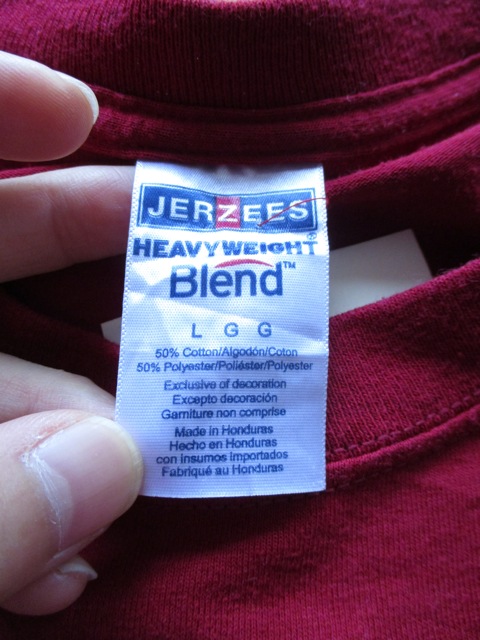 JERZEES
HEAVYWEIGHT®
Blend™
L G G
50% Cotton/Algodón/Coton
50% Polyester/Poliéster/Polyester
Exclusive of decoration
Excepto decoración
Garniture non comprise
Made in Honduras
Hecho en Honduras
con insumos importados
Fabriqué au Honduras